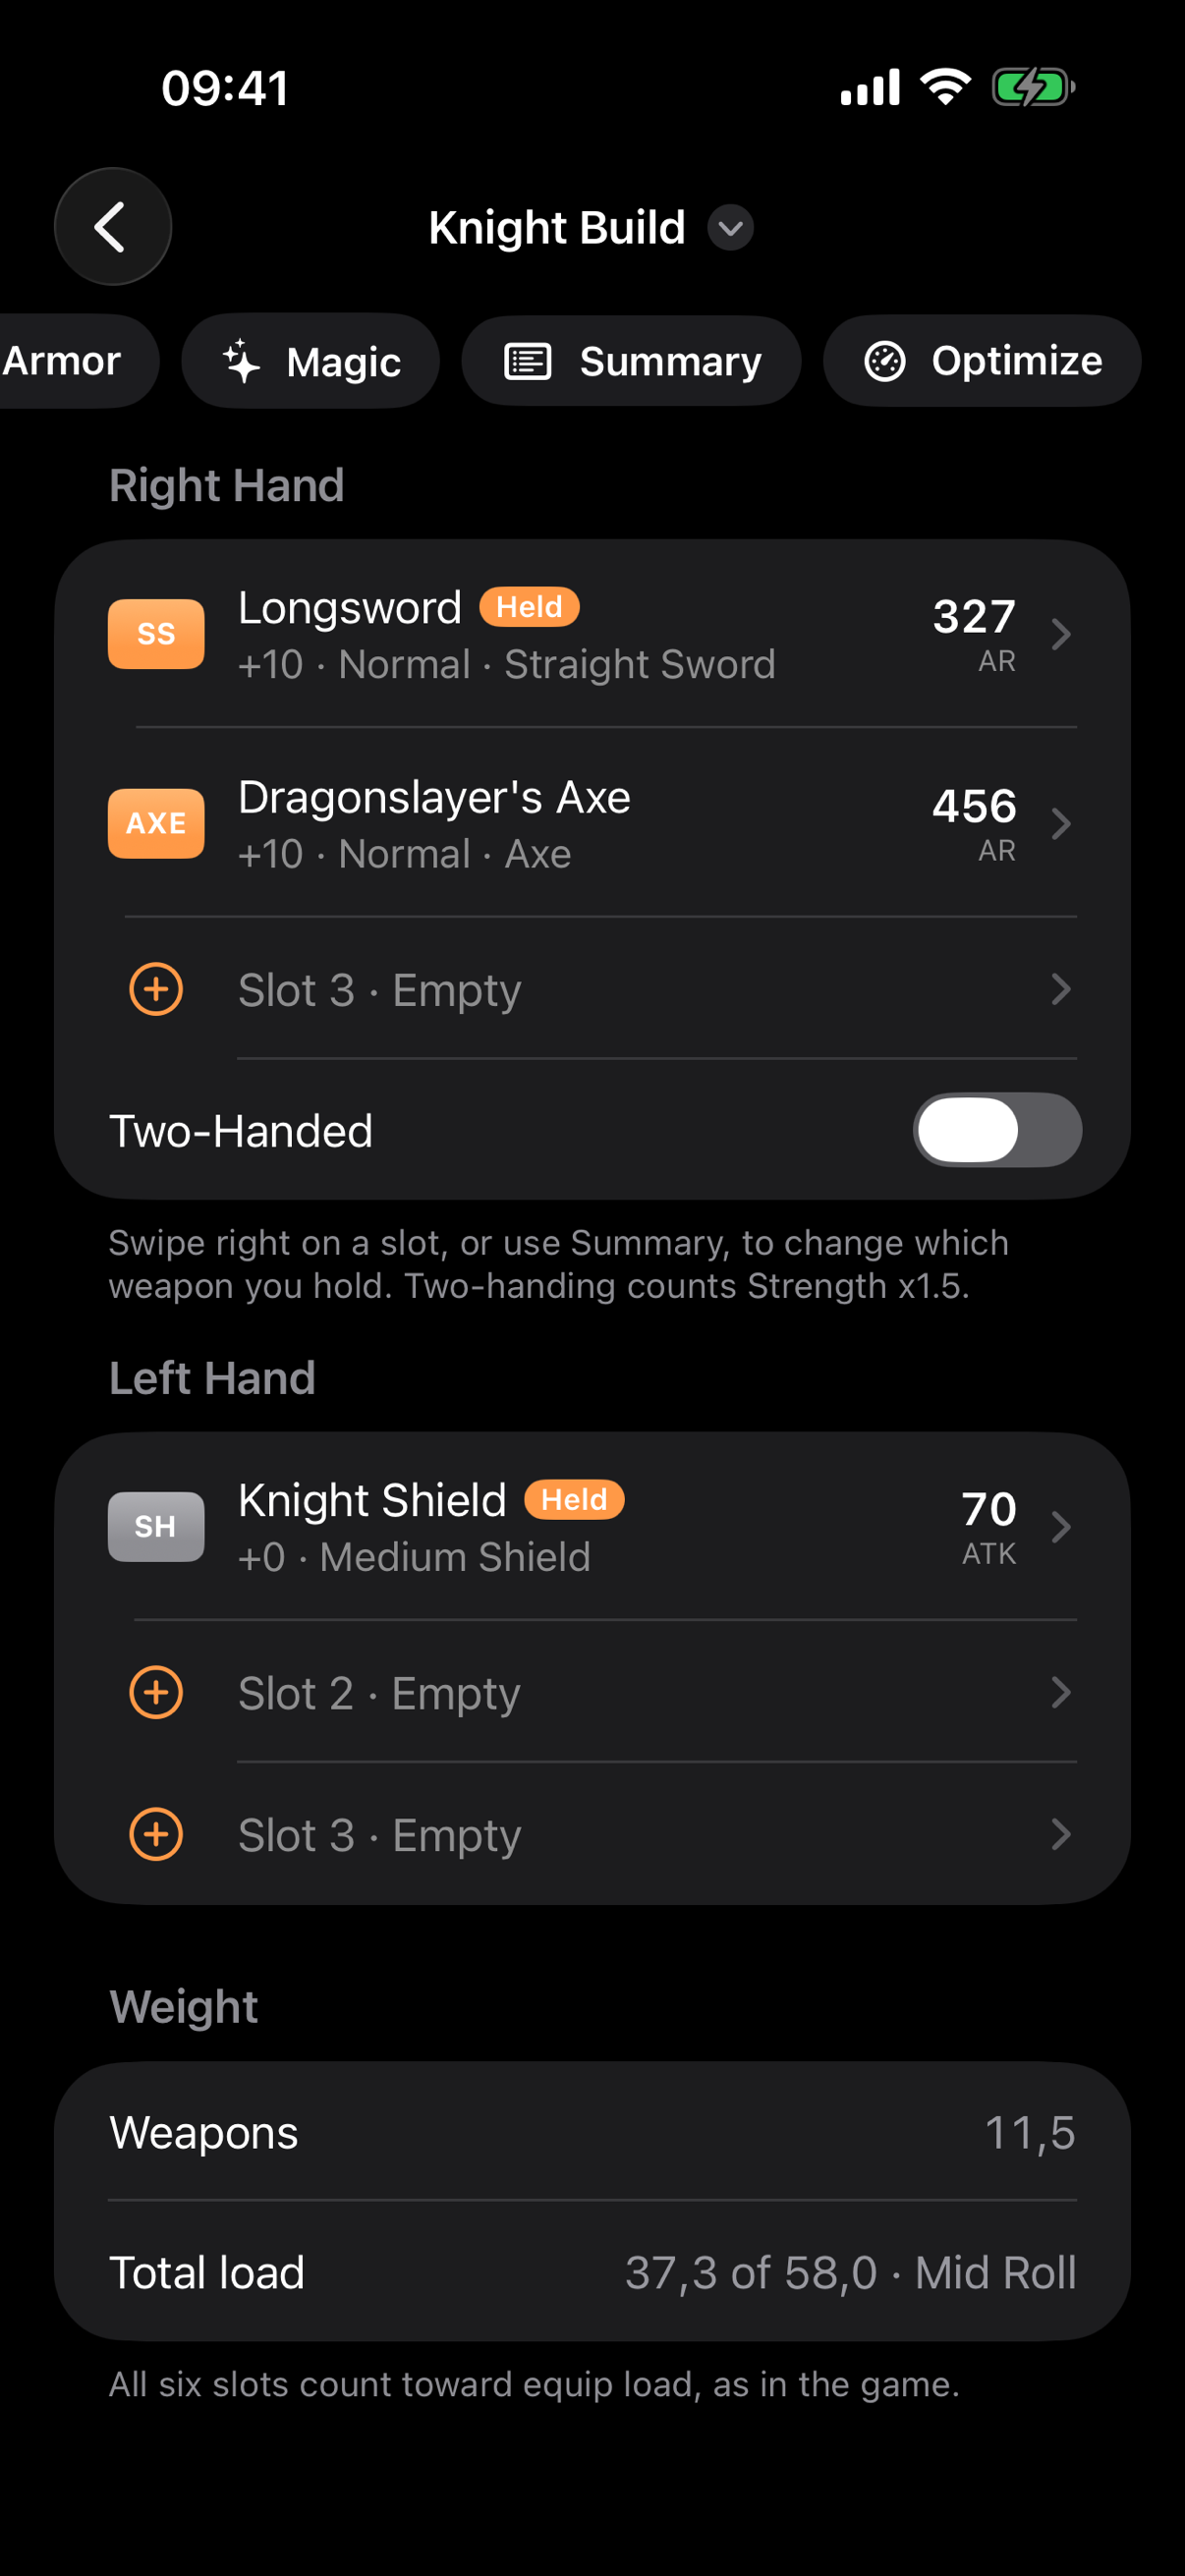 09:41
Knight Build
Armor
Magic
Summary
Optimize
Right Hand
SS
Longsword Held
+10 · Normal · Straight Sword
327
AR
AXE
Dragonslayer's Axe
+10 · Normal · Axe
456
AR
Slot 3 · Empty
Two-Handed
Swipe right on a slot, or use Summary, to change which
weapon you hold. Two-handing counts Strength x1.5.
Left Hand
SH
Knight Shield Held
+0 · Medium Shield
70
ATK
Slot 2 · Empty
Slot 3 · Empty
Weight
Weapons 11,5
Total load 37,3 of 58,0 · Mid Roll
All six slots count toward equip load, as in the game.